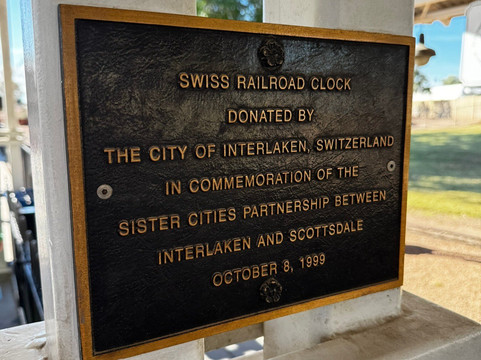 SWISS RAILROAD CLOCK
DONATED BY
THE CITY OF INTERLAKEN, SWITZERLAND
IN COMMEMORATION OF THE
SISTER CITIES PARTNERSHIP BETWEEN
INTERLAKEN AND SCOTTSDALE
OCTOBER 8, 1999